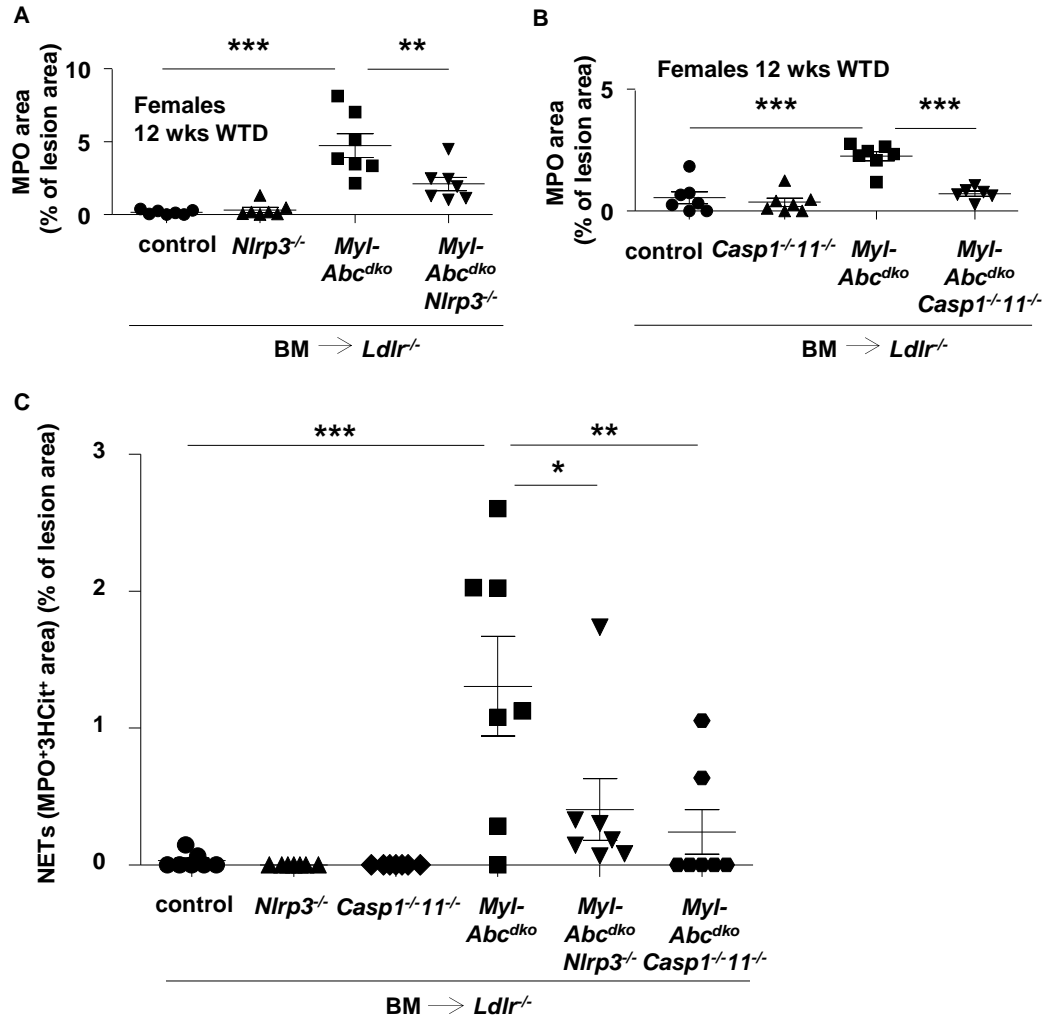 A
MPO area
(% of lesion area)
10
5
0
Females
12 wks WTD
***
**
control
Nlrp3-/-
Myl-
Abcdko
Myl-
Abcdko
Nlrp3-/-
BM → Ldlr-/-
B
MPO area
(% of lesion area)
5
0
Females 12 wks WTD
***
***
control
Casp1-/-11-/-
Myl-
Abcdko
Myl-
Abcdko
Casp1-/-11-/-
BM → Ldlr-/-
C
NETs (MPO+3HCit+ area) (% of lesion area)
3
2
1
0
***
**
*
control
Nlrp3-/-
Casp1-/-11-/-
Myl-
Abcdko
Myl-
Abcdko
Nlrp3-/-
Myl-
Abcdko
Casp1-/-11-/-
BM → Ldlr-/-